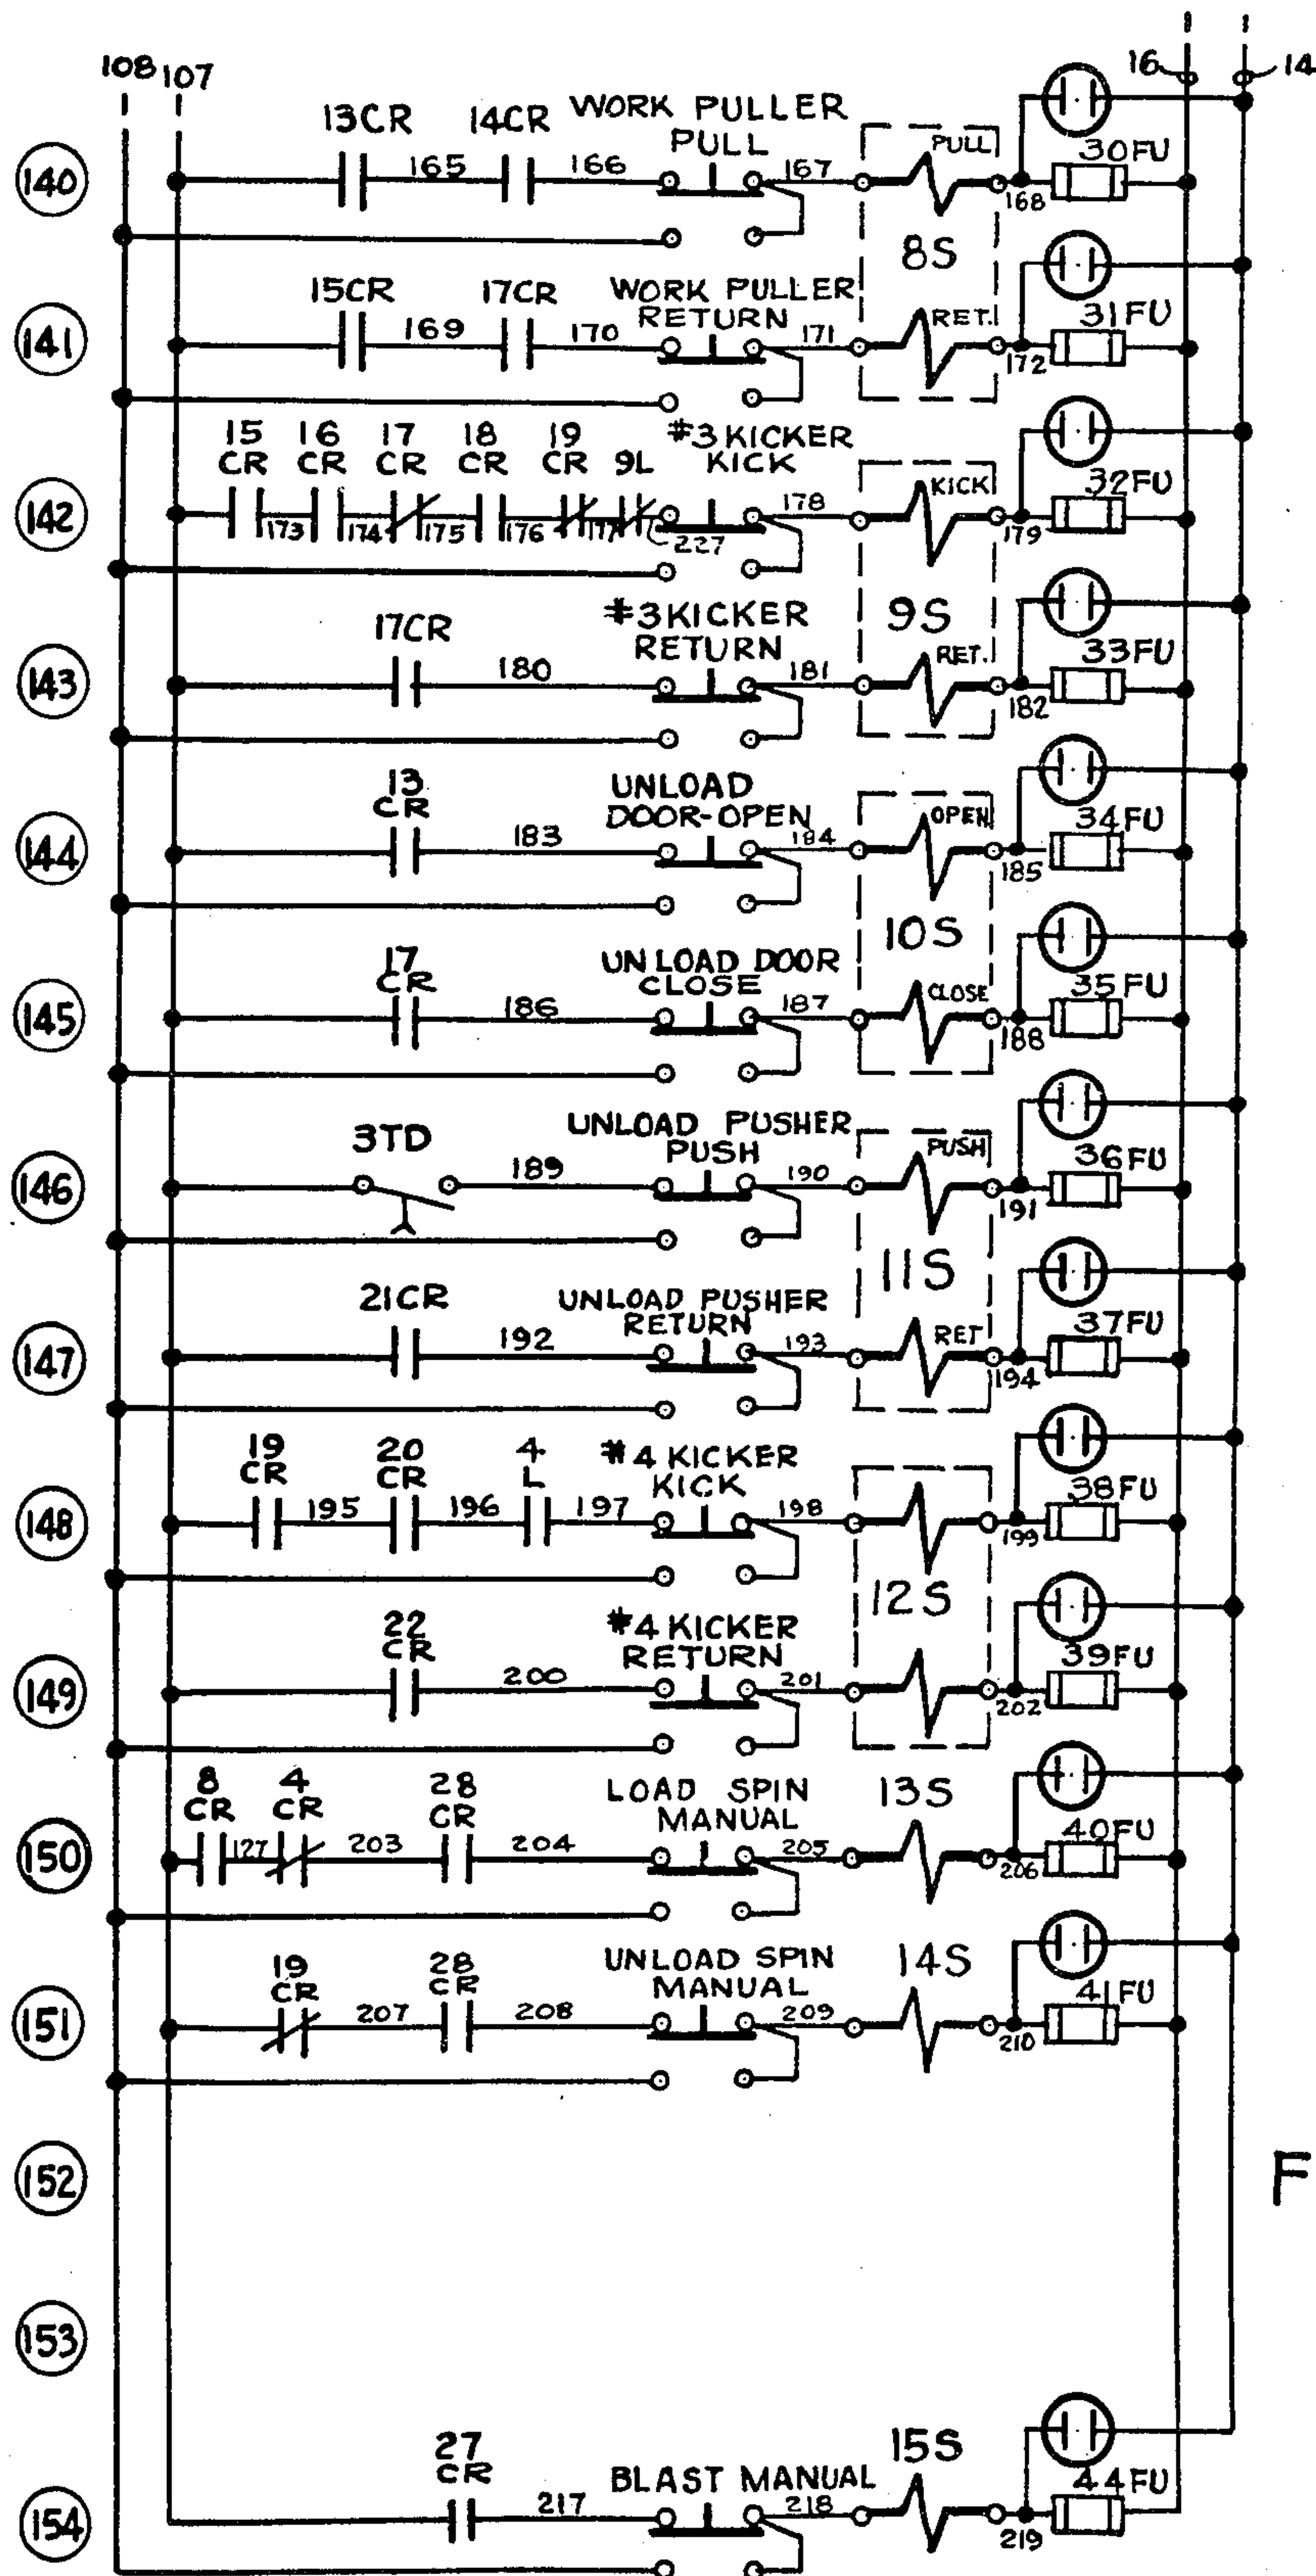 108 107
16 14
13CR 14CR WORK PULLER
PULL
140 165 166 167 PULL 168 30FU
8S
15CR 17CR WORK PULLER
RETURN
141 169 170 171 RET. 172 31FU
15 16 17 18 19 9L #3 KICKER
CR CR CR CR CR KICK
142 173 174 175 176 177 227 178 KICK 179 32FU
9S
17CR #3 KICKER
RETURN
143 180 181 RET. 182 33FU
13 UNLOAD
CR DOOR-OPEN
144 183 184 OPEN 185 34FU
10S
17 UNLOAD DOOR
CR CLOSE
145 186 187 CLOSE 188 35FU
3TD UNLOAD PUSHER
PUSH
146 189 190 PUSH 191 36FU
11S
21CR UNLOAD PUSHER
RETURN
147 192 193 RET 194 37FU
19 20 4 #4 KICKER
CR CR L KICK
148 195 196 197 198 199 38FU
12S
22 #4 KICKER
CR RETURN
149 200 201 202 39FU
8 4 28 LOAD SPIN 13S
CR CR CR MANUAL
150 127 203 204 205 206 40FU
19 28 UNLOAD SPIN 14S
CR CR MANUAL
151 207 208 209 210 41FU
152 F
153
27 15S
CR BLAST MANUAL
154 217 218 219 44FU